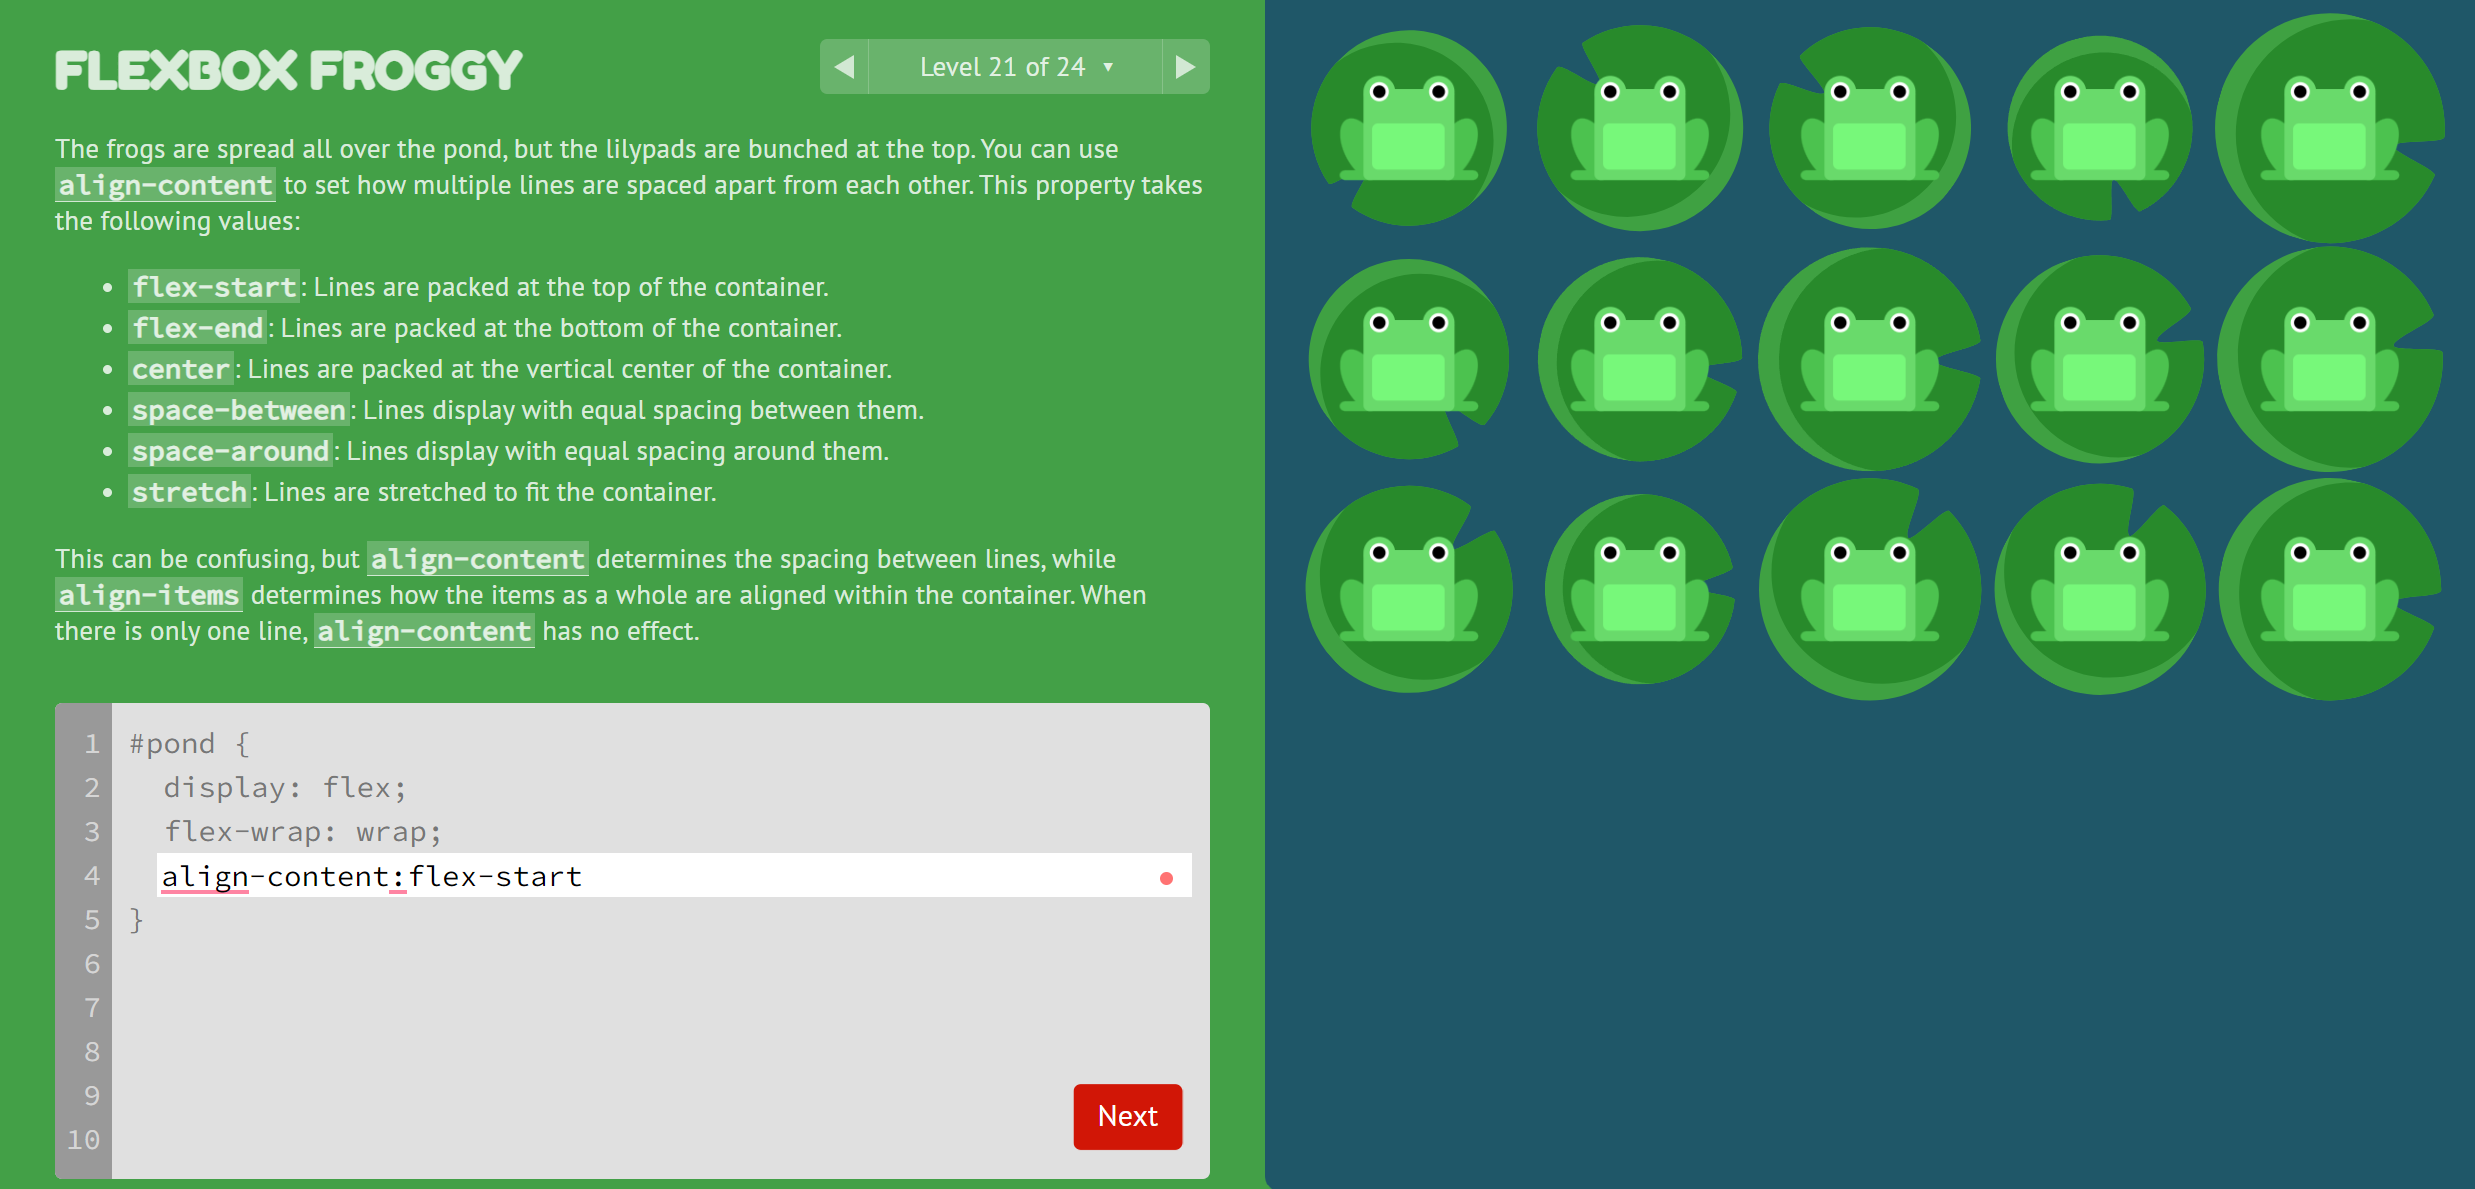 FLEXBOX FROGGY
◀ Level 21 of 24 ▼ ▶
The frogs are spread all over the pond, but the lilypads are bunched at the top. You can use
align-content to set how multiple lines are spaced apart from each other. This property takes
the following values:
• flex-start: Lines are packed at the top of the container.
• flex-end: Lines are packed at the bottom of the container.
• center: Lines are packed at the vertical center of the container.
• space-between: Lines display with equal spacing between them.
• space-around: Lines display with equal spacing around them.
• stretch: Lines are stretched to fit the container.
This can be confusing, but align-content determines the spacing between lines, while
align-items determines how the items as a whole are aligned within the container. When
there is only one line, align-content has no effect.
1 #pond {
2 display: flex;
3 flex-wrap: wrap;
4 align-content:flex-start
5 }
6
7
8
9
10
Next